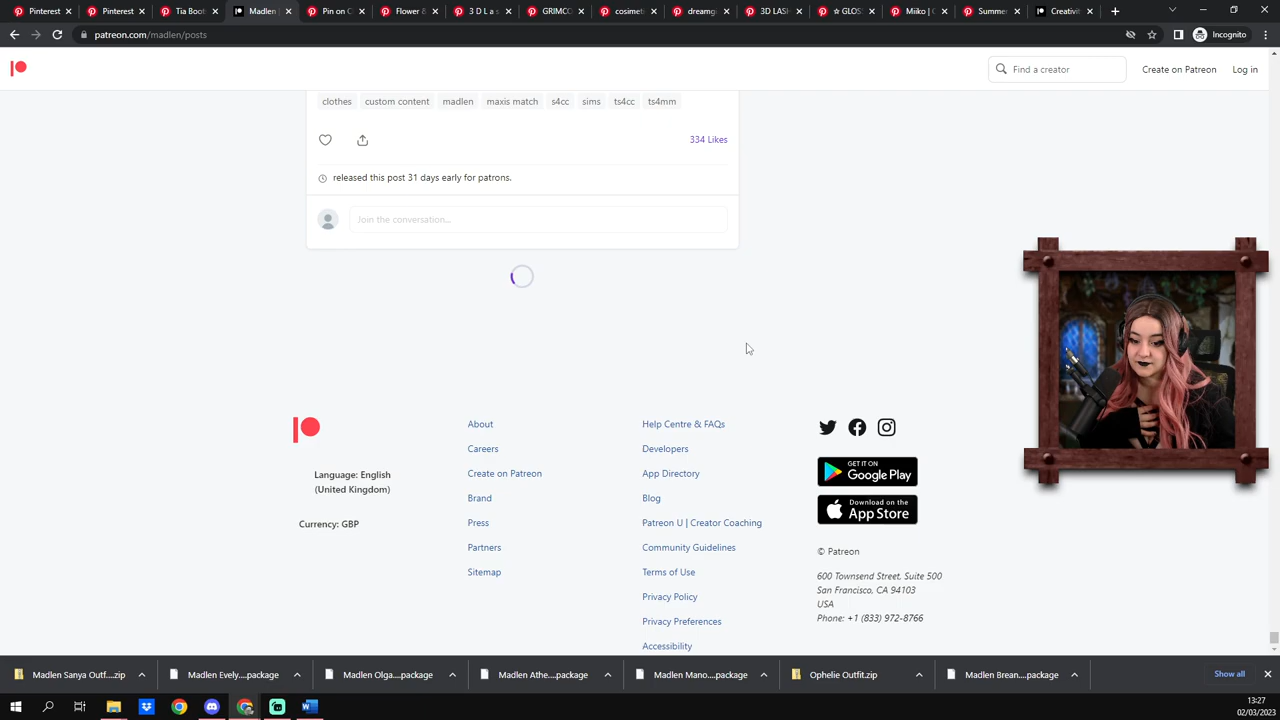 Pinterest
Pinterest
Tia Boot
Madlen |
Pin on C
Flower &
3 D L a s
GRIMCO
cosimet
dreamg
3D LASH
☆ GLOSS
Miiko | C
Summer
Creativit
patreon.com/madlen/posts
Incognito
Find a creator
Create on Patreon
Log in
clothes
custom content
madlen
maxis match
s4cc
sims
ts4cc
ts4mm
334 Likes
released this post 31 days early for patrons.
Join the conversation...
About
Help Centre & FAQs
Careers
Developers
GET IT ON
Google Play
Language: English
(United Kingdom)
Create on Patreon
App Directory
Brand
Blog
Download on the
App Store
Currency: GBP
Press
Patreon U | Creator Coaching
Partners
Community Guidelines
© Patreon
Sitemap
Terms of Use
600 Townsend Street, Suite 500
San Francisco, CA 94103
USA
Phone: +1 (833) 972-8766
Privacy Policy
Privacy Preferences
Accessibility
Madlen Sanya Outf....zip
Madlen Evely....package
Madlen Olga....package
Madlen Athe....package
Madlen Mano....package
Ophelie Outfit.zip
Madlen Brean....package
Show all
13:27
02/03/2023